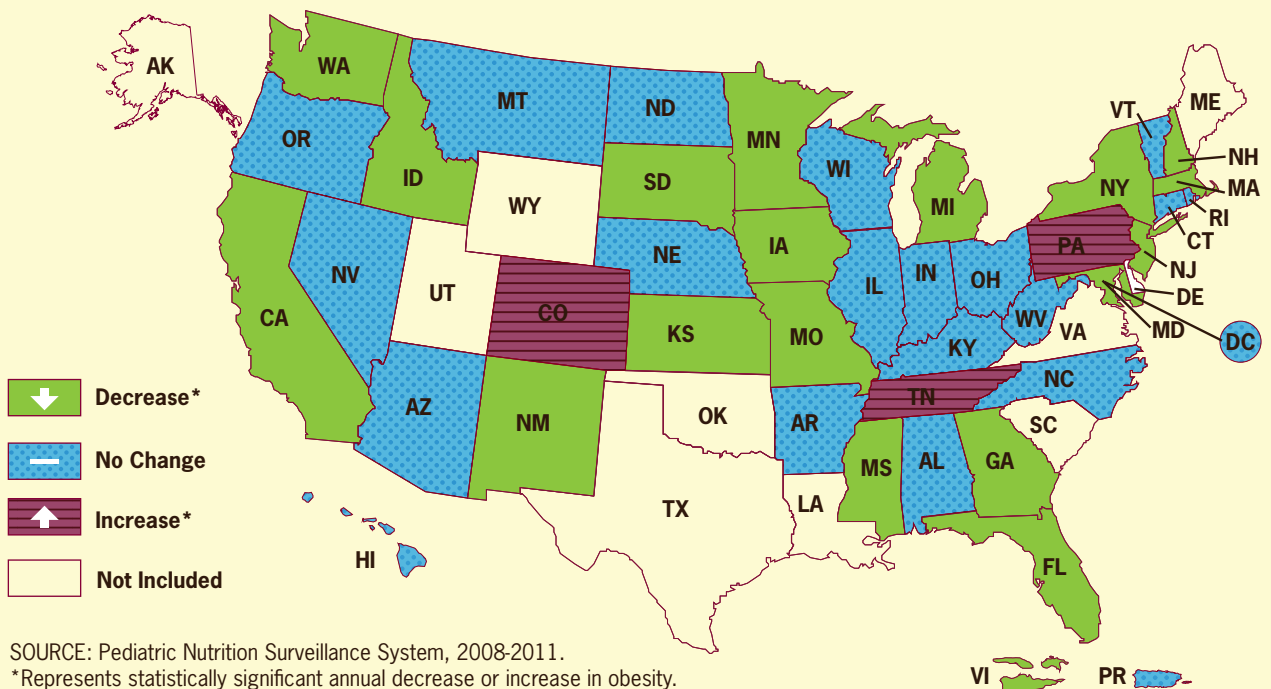 AK
WA
MT
ND
MN
VT
ME
OR
ID
SD
WI
NH
NY
MA
WY
MI
RI
CT
IA
PA
NE
NV
UT
IL
IN
OH
NJ
DE
CA
CO
KS
MO
WV
VA
MD
DC
KY
NC
TN
AZ
NM
OK
AR
SC
MS
AL
GA
TX
LA
HI
FL
Decrease*
No Change
Increase*
Not Included
SOURCE: Pediatric Nutrition Surveillance System, 2008-2011.
*Represents statistically significant annual decrease or increase in obesity.
VI
PR